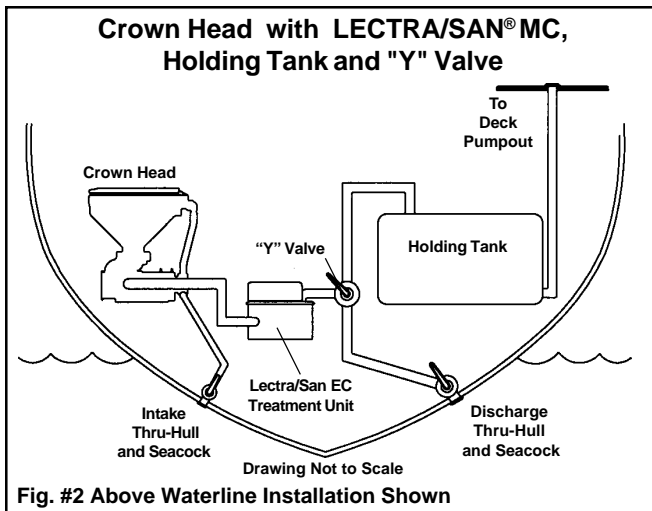 Crown Head with LECTRA/SAN® MC,
Holding Tank and "Y" Valve
To
Deck
Pumpout
Crown Head
"Y" Valve
Holding Tank
Lectra/San EC
Treatment Unit
Intake
Thru-Hull
and Seacock
Discharge
Thru-Hull
and Seacock
Drawing Not to Scale
Fig. #2 Above Waterline Installation Shown